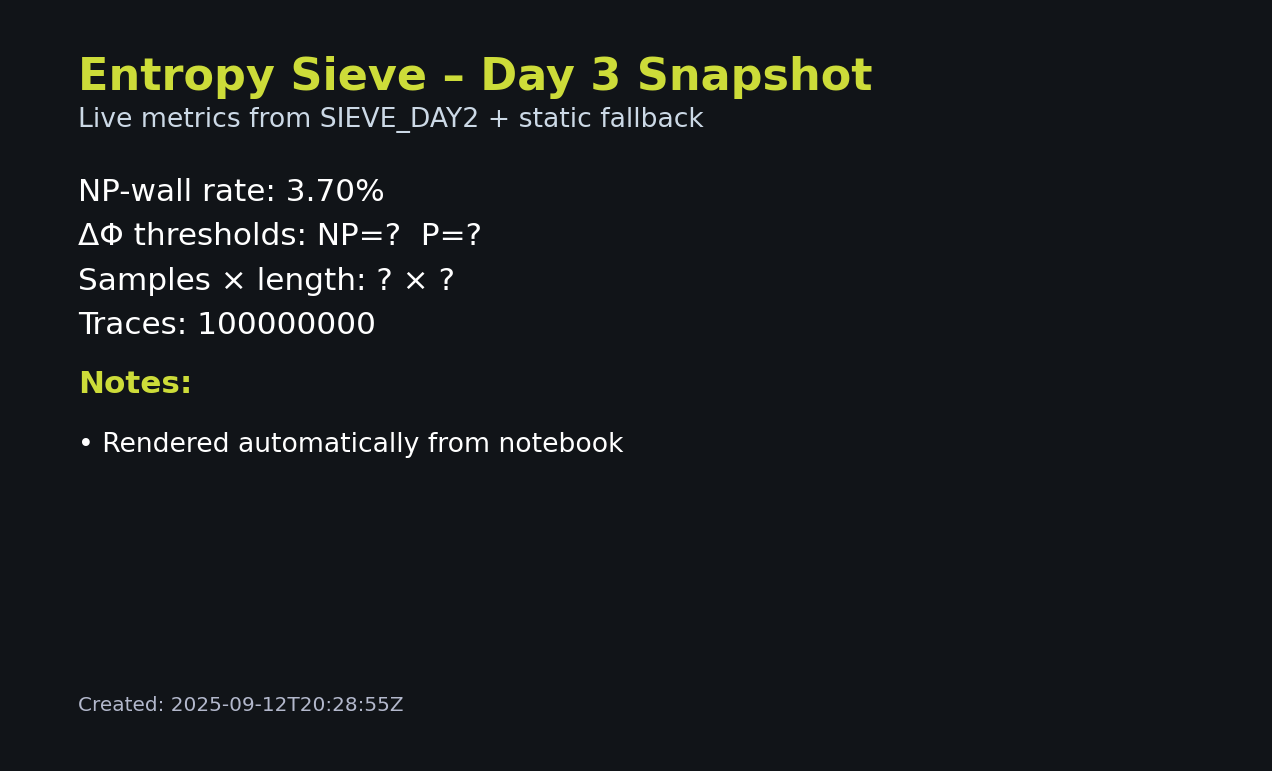 Entropy Sieve – Day 3 Snapshot
Live metrics from SIEVE_DAY2 + static fallback
NP-wall rate: 3.70%
ΔΦ thresholds: NP=?  P=?
Samples × length: ? × ?
Traces: 100000000
Notes:
• Rendered automatically from notebook
Created: 2025-09-12T20:28:55Z